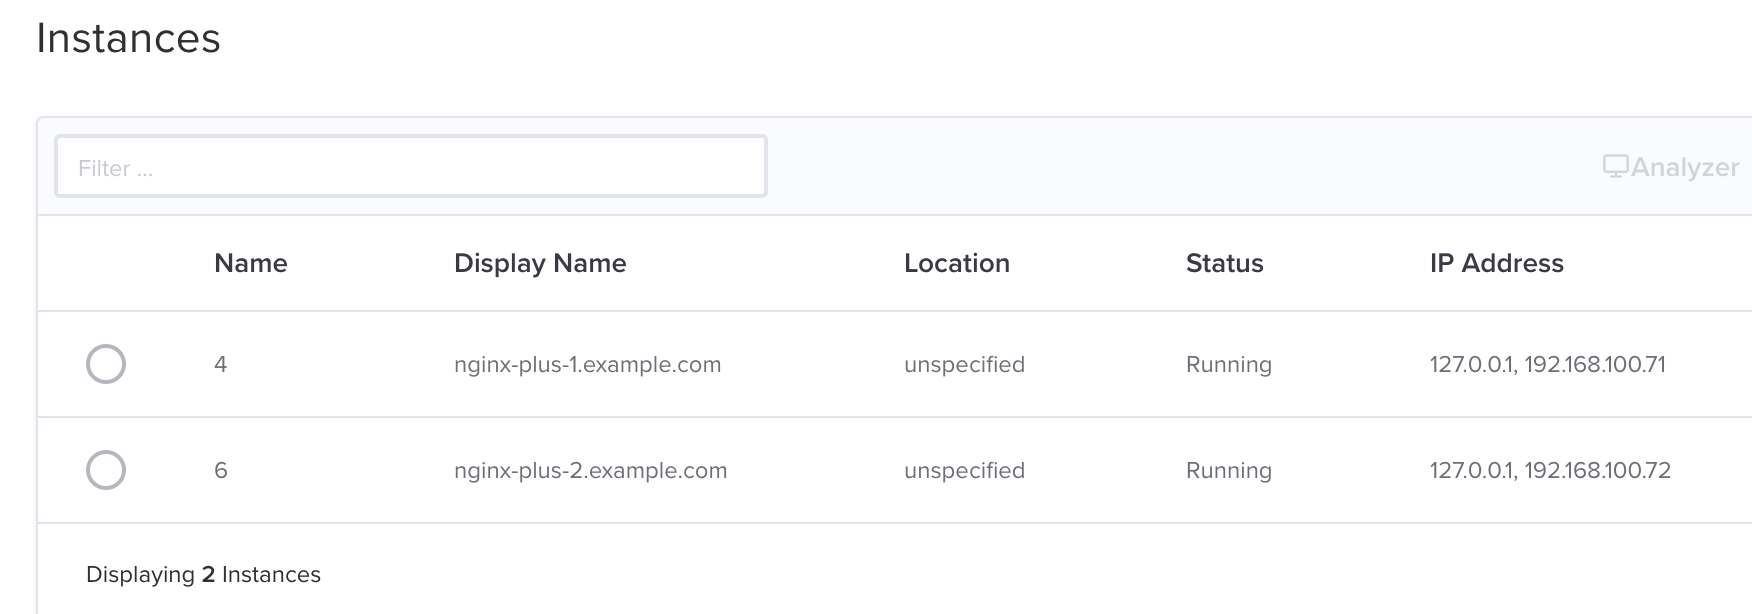 Instances
Filter ...
Analyzer
Name Display Name Location Status IP Address
4 nginx-plus-1.example.com unspecified Running 127.0.0.1, 192.168.100.71
6 nginx-plus-2.example.com unspecified Running 127.0.0.1, 192.168.100.72
Displaying 2 Instances